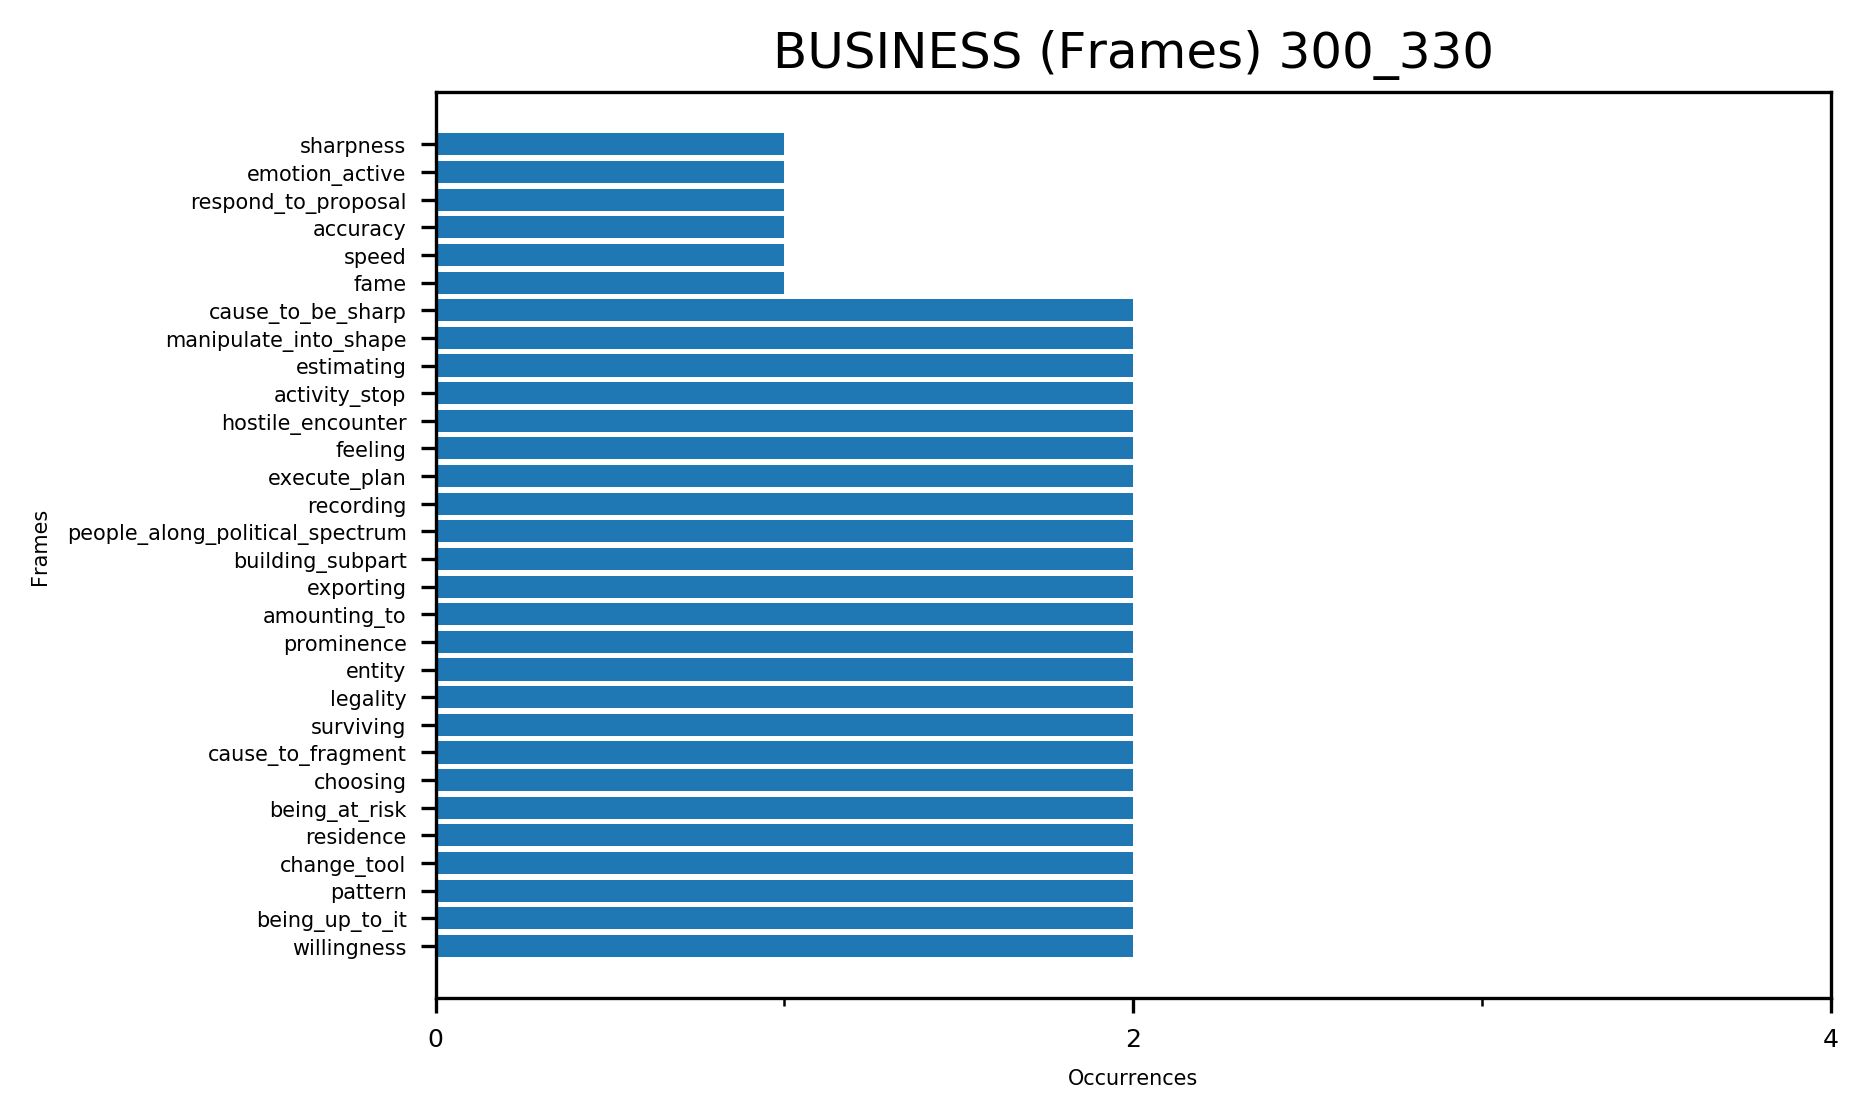 BUSINESS (Frames) 300_330
sharpness
emotion_active
respond_to_proposal
accuracy
speed
fame
cause_to_be_sharp
manipulate_into_shape
estimating
activity_stop
hostile_encounter
feeling
execute_plan
recording
people_along_political_spectrum
building_subpart
exporting
amounting_to
prominence
entity
legality
surviving
cause_to_fragment
choosing
being_at_risk
residence
change_tool
pattern
being_up_to_it
willingness
Frames
0 2 4
Occurrences